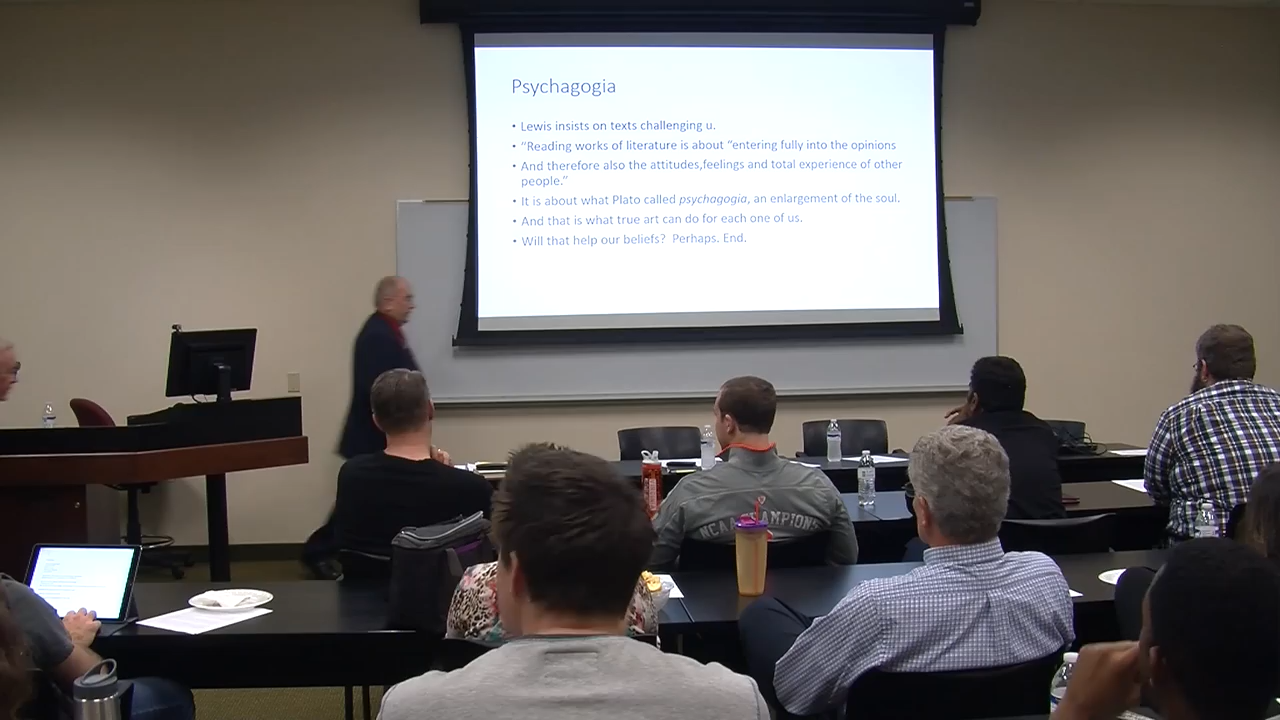 Psychagogia
• Lewis insists on texts challenging u.
• "Reading works of literature is about "entering fully into the opinions
• And therefore also the attitudes,feelings and total experience of other
people."
• It is about what Plato called psychagogia, an enlargement of the soul.
• And that is what true art can do for each one of us.
• Will that help our beliefs? Perhaps. End.
NCAA CHAMPIONS